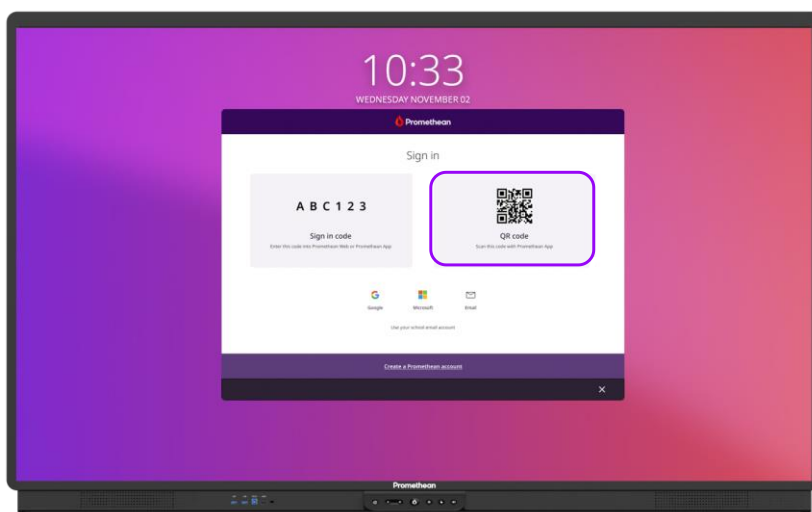 10:33
WEDNESDAY NOVEMBER 02
Promethean
Sign in
A B C 1 2 3
Sign in code
Enter this code into Promethean Web or Promethean App
QR code
Scan this code with Promethean App
Google
Microsoft
Email
Use your school email account
Create a Promethean account
Promethean